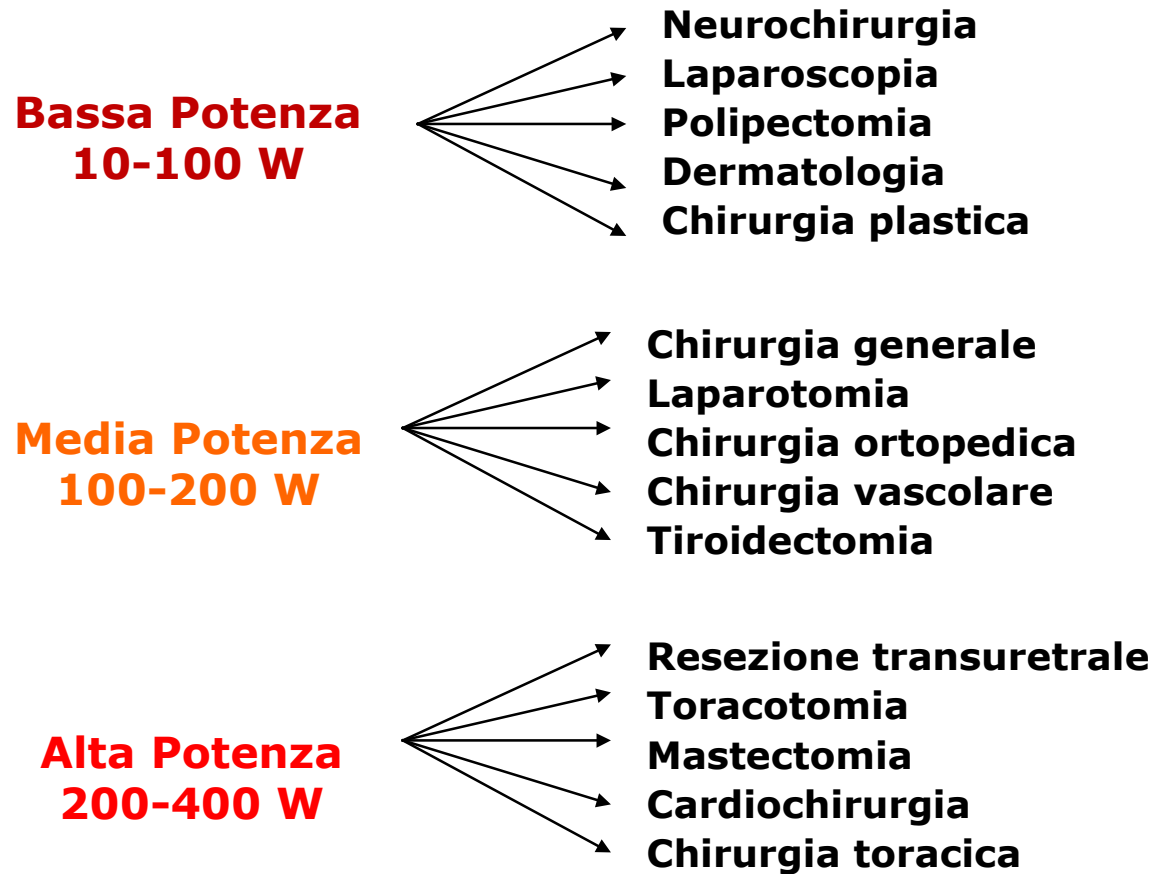 Bassa Potenza
10-100 W
Neurochirurgia
Laparoscopia
Polipectomia
Dermatologia
Chirurgia plastica
Media Potenza
100-200 W
Chirurgia generale
Laparotomia
Chirurgia ortopedica
Chirurgia vascolare
Tiroidectomia
Alta Potenza
200-400 W
Resezione transuretrale
Toracotomia
Mastectomia
Cardiochirurgia
Chirurgia toracica